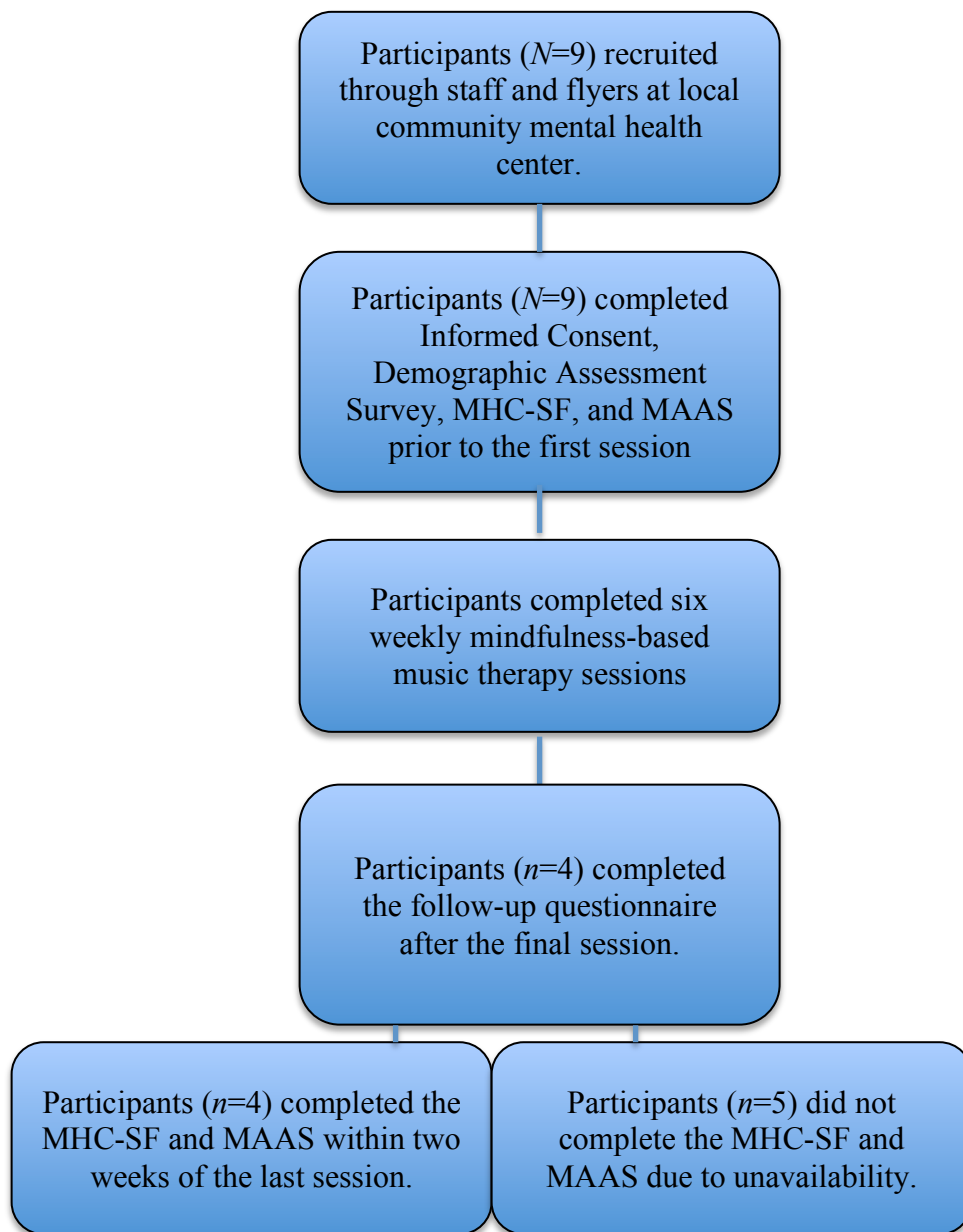 Participants (N=9) recruited
through staff and flyers at local
community mental health
center.
Participants (N=9) completed
Informed Consent,
Demographic Assessment
Survey, MHC-SF, and MAAS
prior to the first session
Participants completed six
weekly mindfulness-based
music therapy sessions
Participants (n=4) completed
the follow-up questionnaire
after the final session.
Participants (n=4) completed the
MHC-SF and MAAS within two
weeks of the last session.
Participants (n=5) did not
complete the MHC-SF and
MAAS due to unavailability.